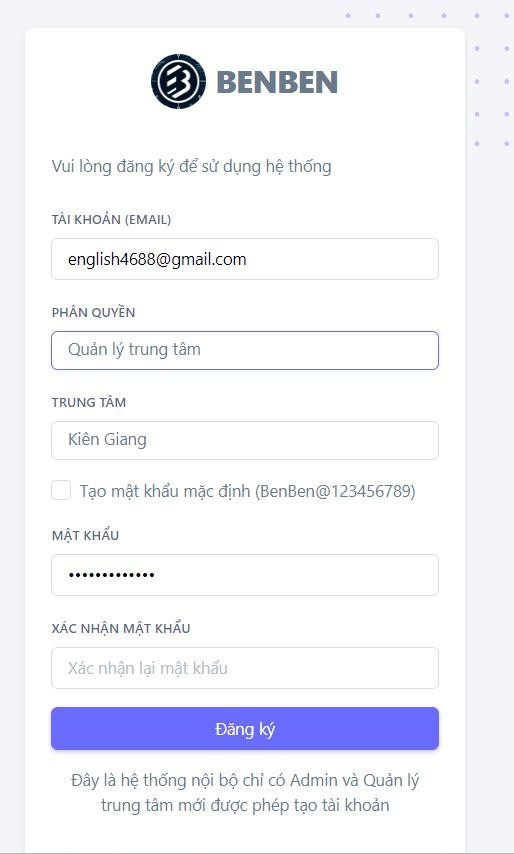 BENBEN
Vui lòng đăng ký để sử dụng hệ thống
TÀI KHOẢN (EMAIL)
english4688@gmail.com
PHÂN QUYỀN
Quản lý trung tâm
TRUNG TÂM
Kiên Giang
Tạo mật khẩu mặc định (BenBen@123456789)
MẬT KHẨU
•••••••••••••
XÁC NHẬN MẬT KHẨU
Xác nhận lại mật khẩu
Đăng ký
Đây là hệ thống nội bộ chỉ có Admin và Quản lý
trung tâm mới được phép tạo tài khoản